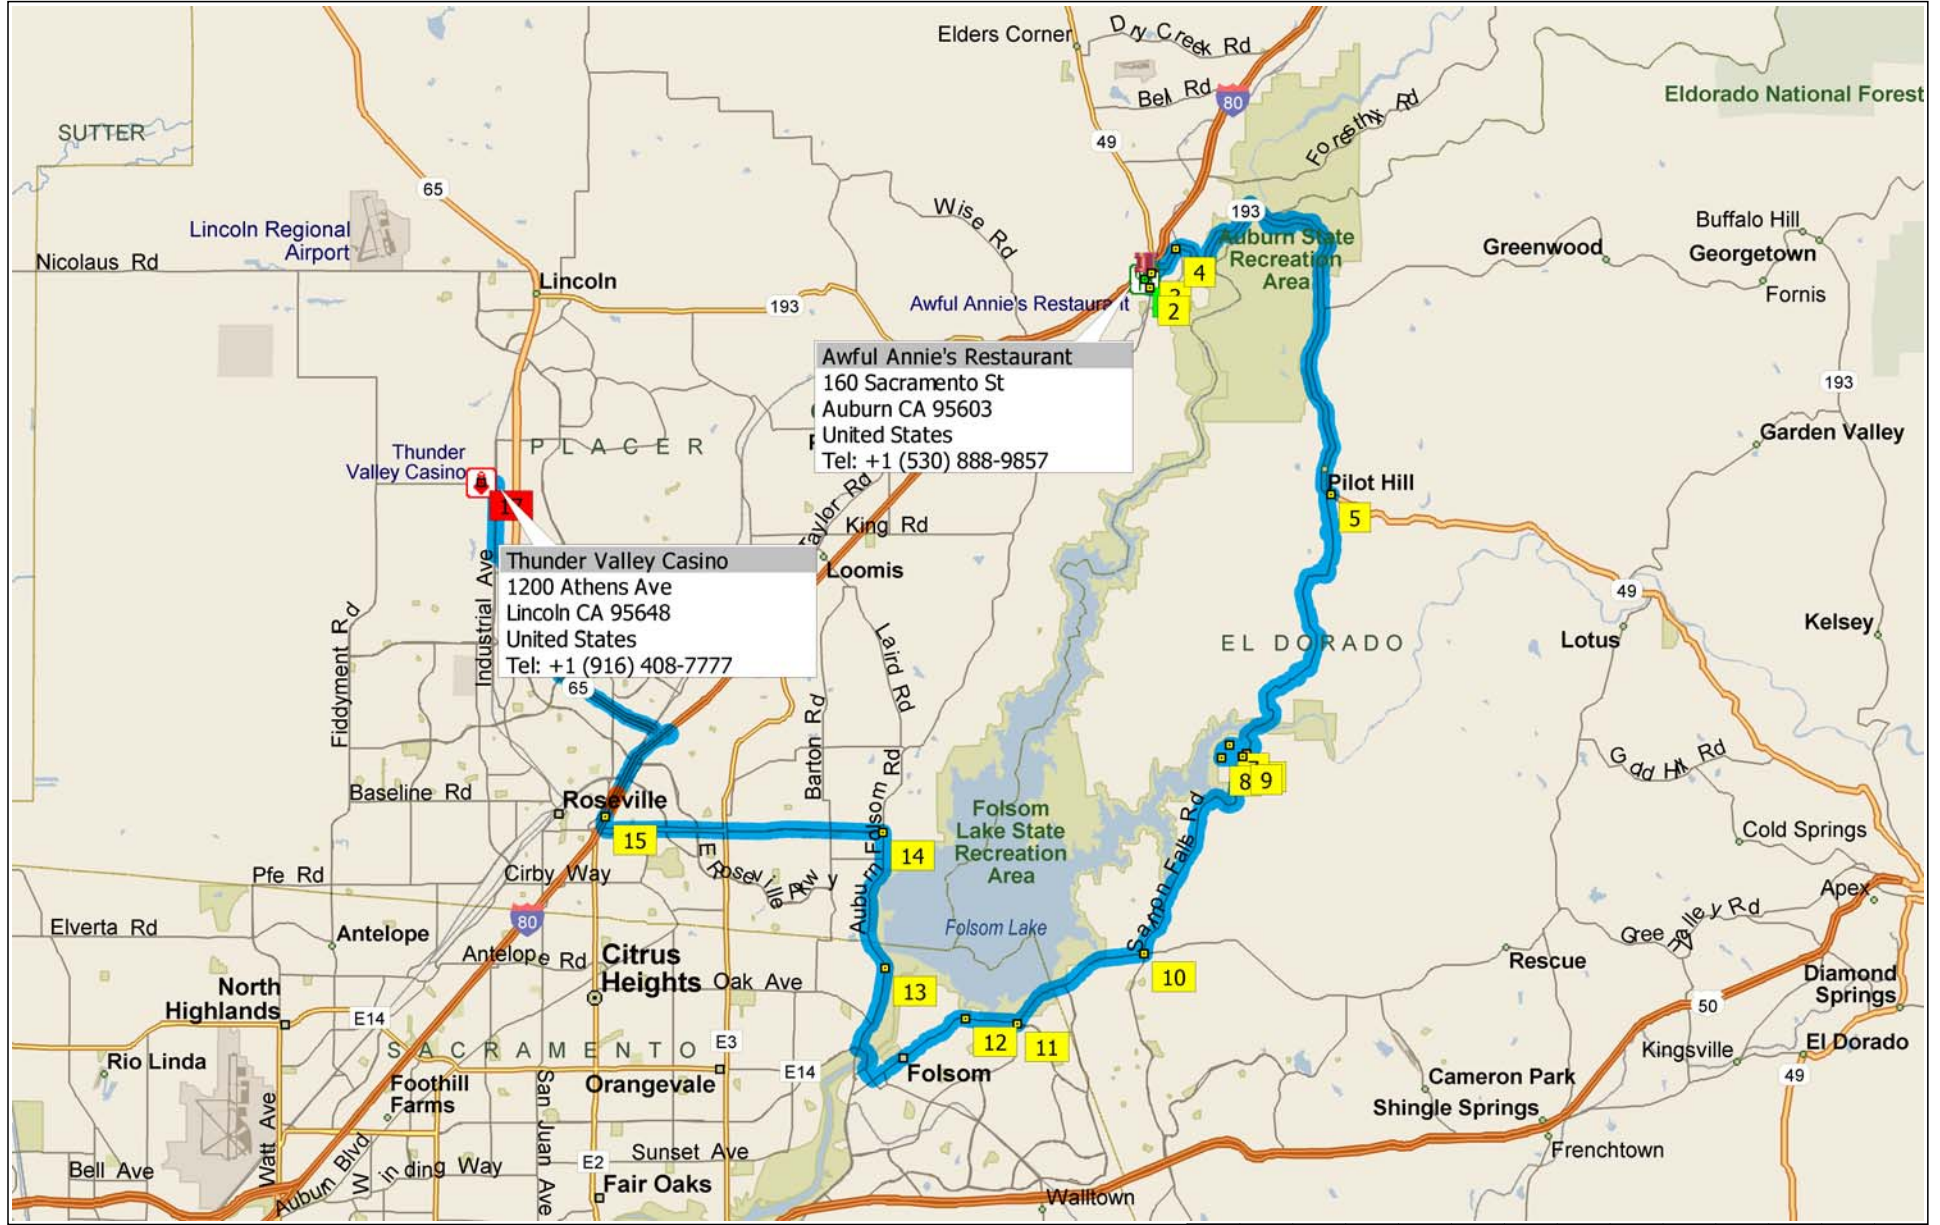 Elders Corner
Dry Creek Rd
Bell Rd
80
Eldorado National Forest
SUTTER
49
Foresthill Rd
65
Lincoln Regional
Airport
Wise Rd
193
Buffalo Hill
Auburn State
Recreation
Area
Greenwood
Georgetown
Nicolaus Rd
Lincoln
4
Fornis
193
Awful Annie's Restaurant
2
Awful Annie's Restaurant
160 Sacramento St
Auburn CA 95603
United States
Tel: +1 (530) 888-9857
193
Garden Valley
PLACER
Thunder
Valley Casino
17
Pilot Hill
5
Taylor Rd
King Rd
Loomis
Thunder Valley Casino
1200 Athens Ave
Lincoln CA 95648
United States
Tel: +1 (916) 408-7777
Industrial Ave
Fiddyment Rd
49
Lotus
Kelsey
EL DORADO
Laird Rd
65
Barton Rd
Gold Hill Rd
8
9
Baseline Rd
Roseville
Folsom
Lake State
Recreation
Area
Salmon Falls Rd
Cold Springs
15
14
Auburn Folsom Rd
E Roseville Pkwy
Pfe Rd
Cirby Way
Apex
Elverta Rd
80
Antelope
Folsom Lake
Green Valley Rd
Antelope Rd
Citrus
Heights
Oak Ave
13
10
Rescue
Diamond
Springs
North
Highlands
E14
50
SACRAMENTO
E3
12
11
Kingsville
El Dorado
Rio Linda
Foothill
Farms
Orangevale
E14
Folsom
Cameron Park
49
Shingle Springs
Watt Ave
San Juan Ave
Auburn Blvd
Winding Way
Bell Ave
E2
Sunset Ave
Frenchtown
Fair Oaks
Walltown